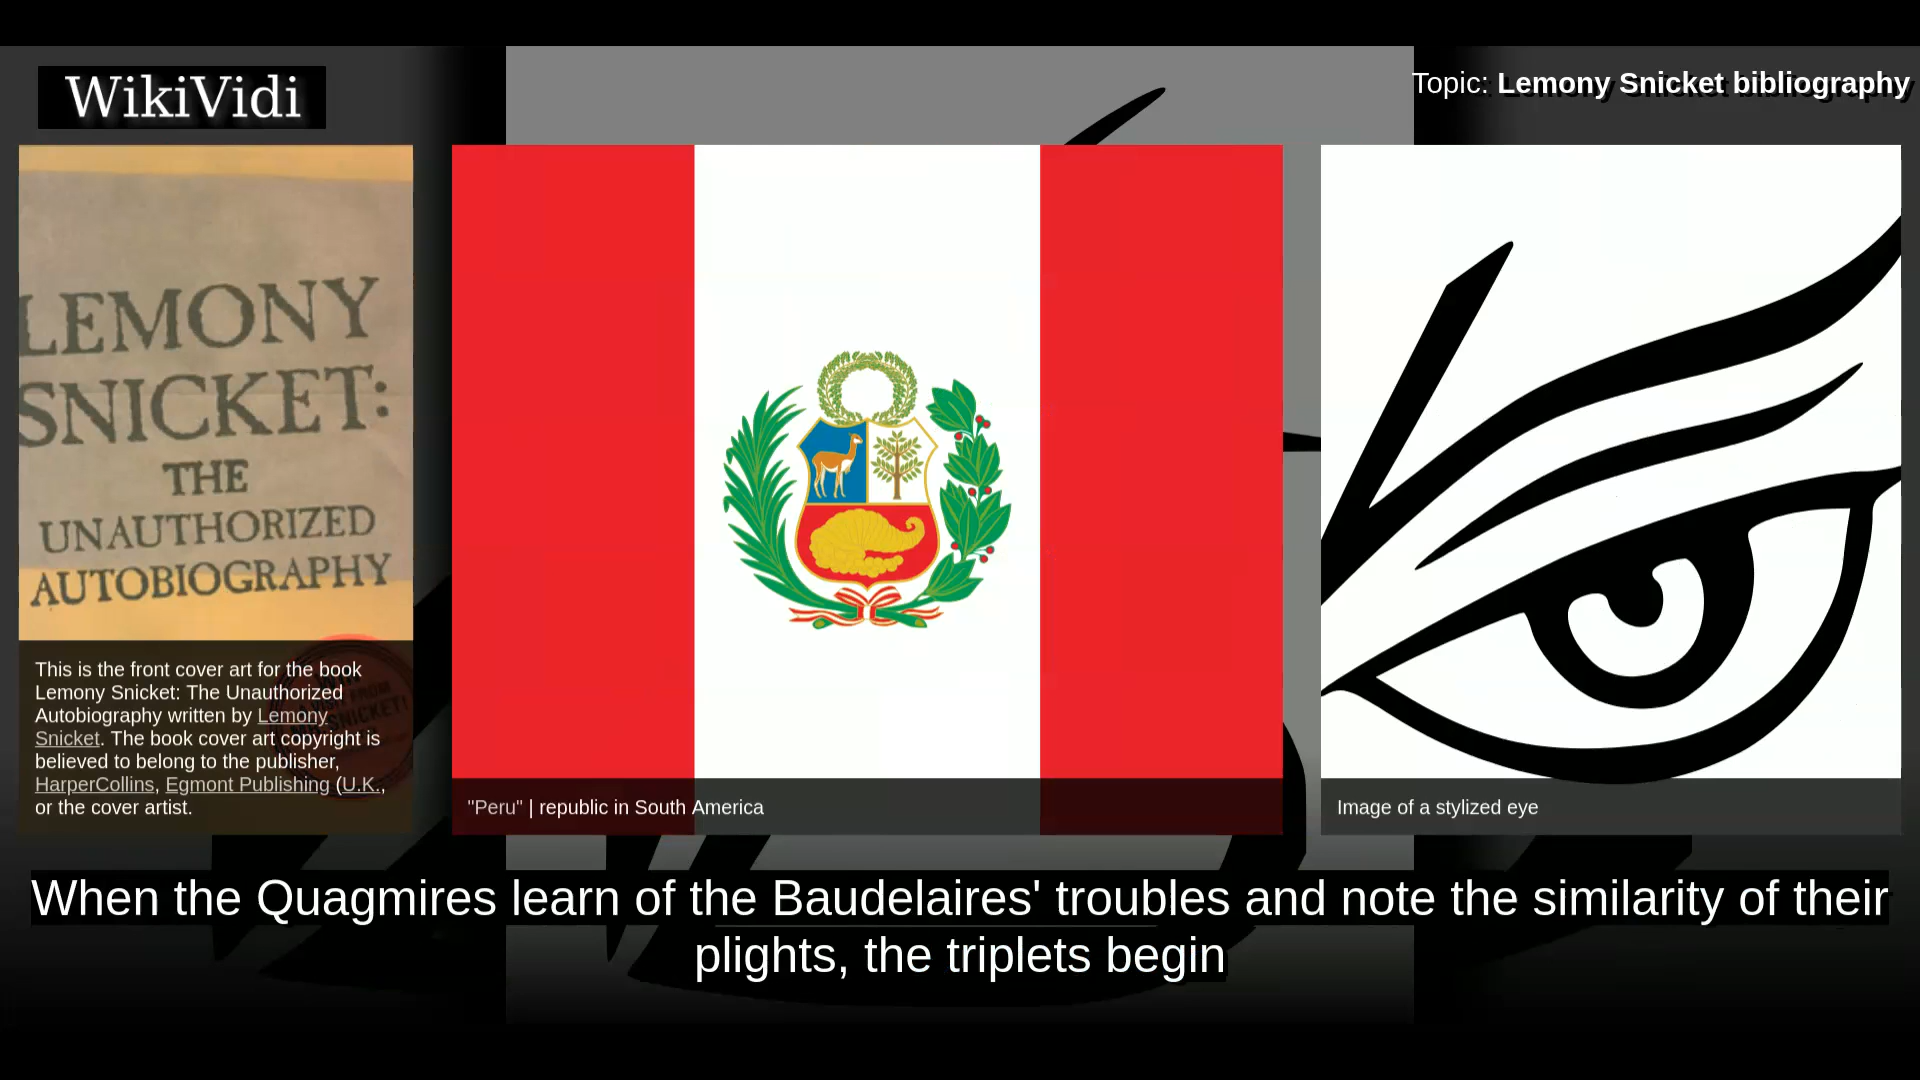 WikiVidi
Topic: Lemony Snicket bibliography
LEMONY
SNICKET:
THE
UNAUTHORIZED
AUTOBIOGRAPHY
This is the front cover art for the book
Lemony Snicket: The Unauthorized
Autobiography written by Lemony
Snicket. The book cover art copyright is
believed to belong to the publisher,
HarperCollins, Egmont Publishing (U.K.,
or the cover artist.
"Peru" | republic in South America
Image of a stylized eye
When the Quagmires learn of the Baudelaires' troubles and note the similarity of their
plights, the triplets begin